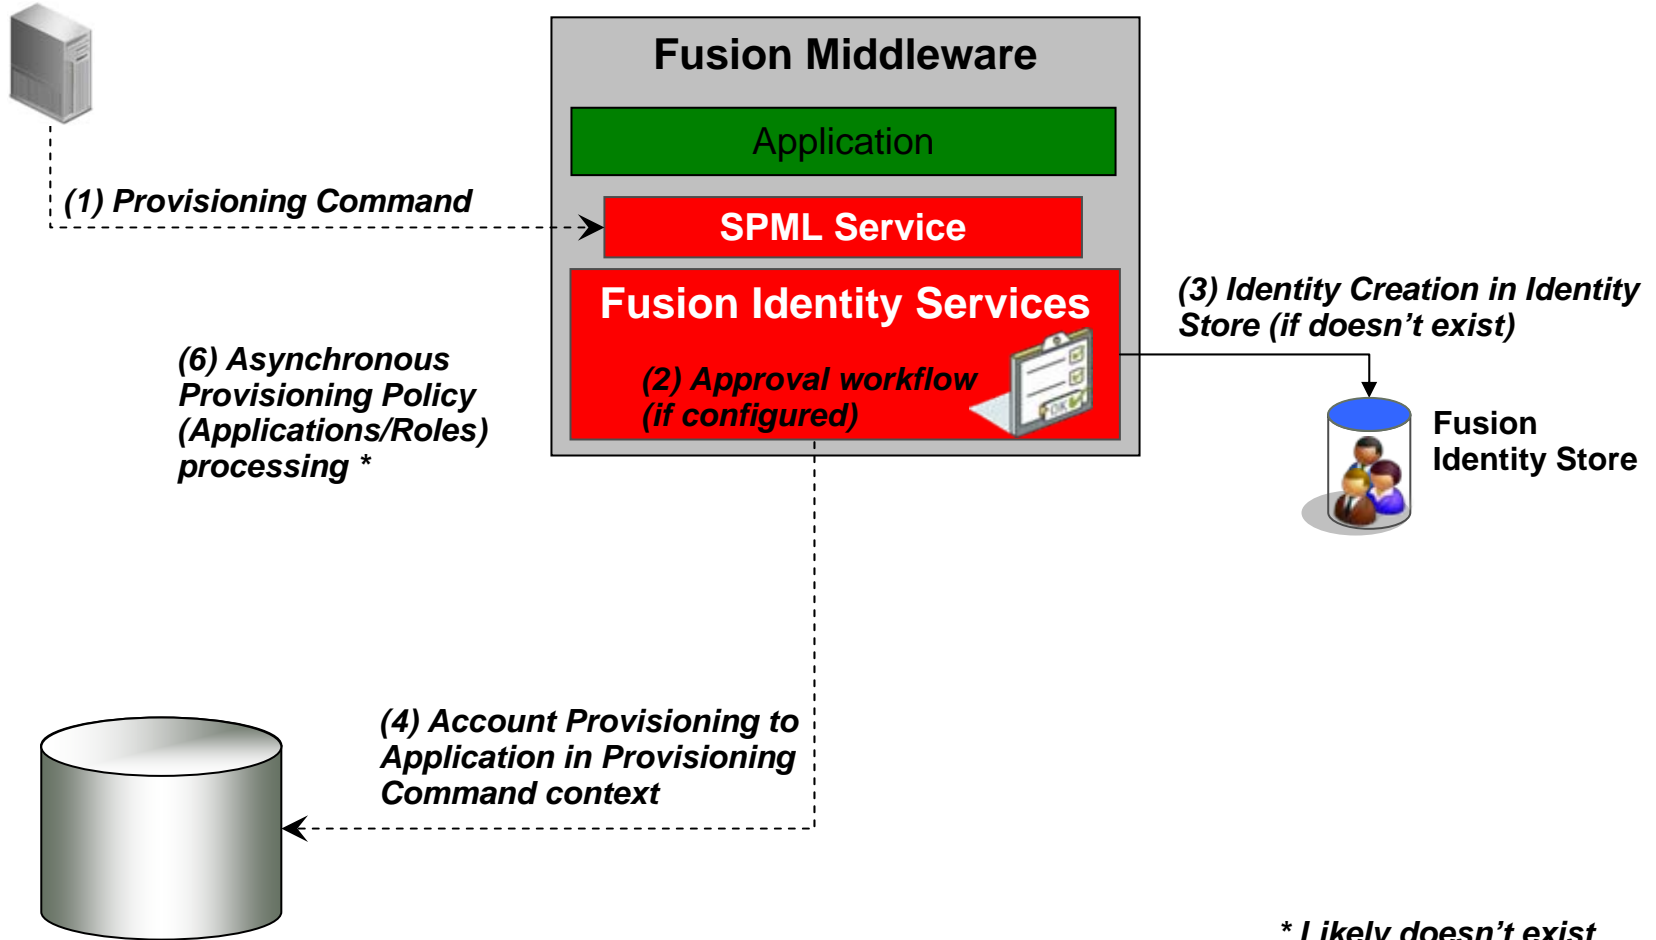 Fusion Middleware
Application
(1) Provisioning Command
SPML Service
Fusion Identity Services
(2) Approval workflow
(if configured)
(3) Identity Creation in Identity
Store (if doesn't exist)
Fusion
Identity Store
(6) Asynchronous
Provisioning Policy
(Applications/Roles)
processing *
(4) Account Provisioning to
Application in Provisioning
Command context
* Likely doesn't exist
OK